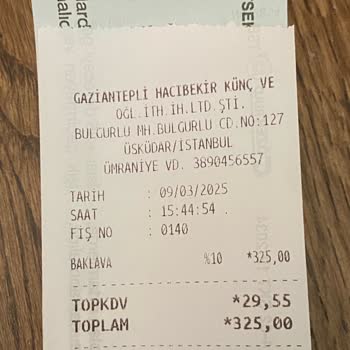 GAZİANTEPLİ HACIBEKİR KÜNÇ VE
OĞL.İTH.İH.LTD.ŞTİ.
BULGURLU MH.BULGURLU CD.NO:127
ÜSKÜDAR/İSTANBUL
ÜMRANİYE VD. 3890456557
TARİH : 09/03/2025
SAAT : 15:44:54
FİŞ NO : 0140
BAKLAVA %10 *325,00
TOPKDV *29,55
TOPLAM *325,00